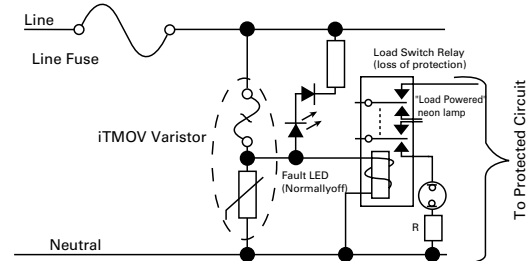 Line
Line Fuse
Load Switch Relay
(loss of protection)
"Load Powered"
neon lamp
iTMOV Varistor
Fault LED
(Normallyoff)
R
Neutral
To Protected Circuit